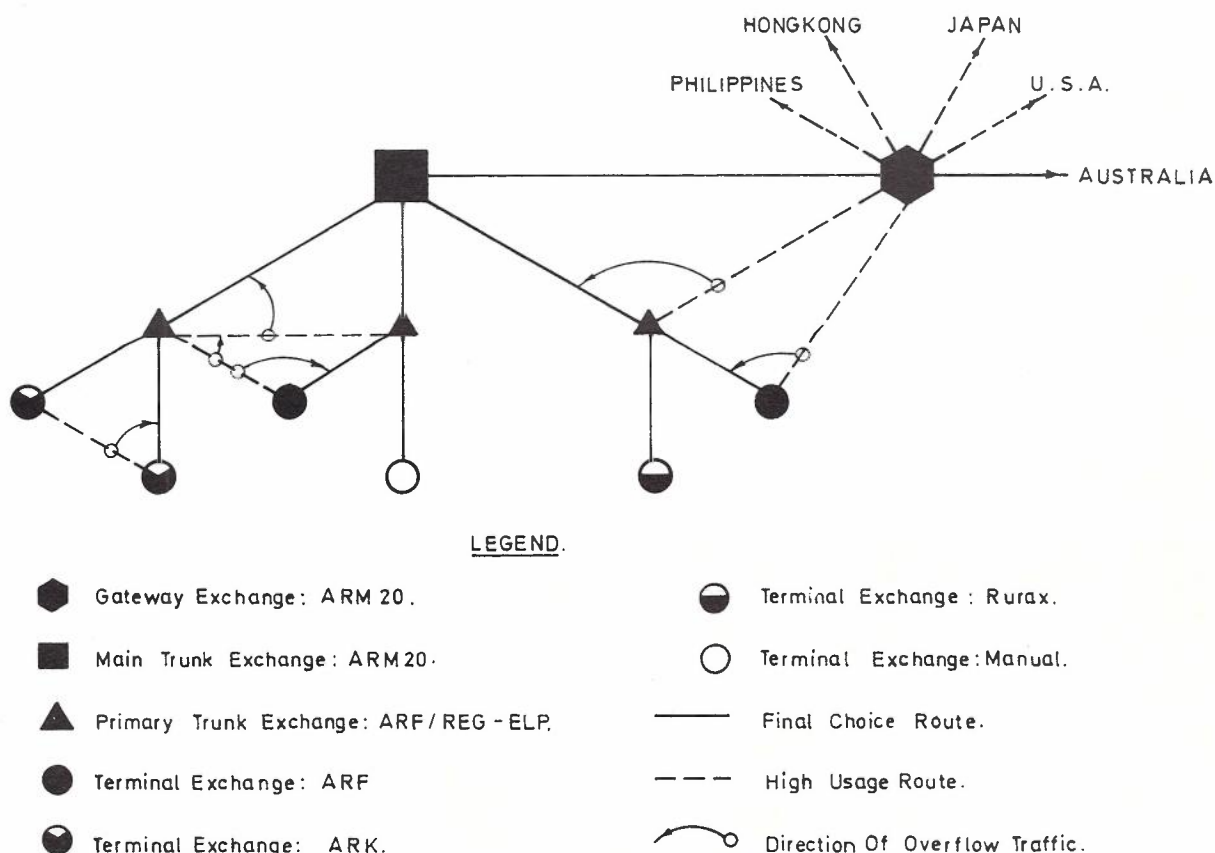 HONGKONG
JAPAN
PHILIPPINES
U.S.A.
AUSTRALIA
LEGEND.
Gateway Exchange: ARM 20.
Main Trunk Exchange: ARM20.
Primary Trunk Exchange: ARF/REG-ELP.
Terminal Exchange: ARF
Terminal Exchange: ARK.
Terminal Exchange: Rurax.
Terminal Exchange: Manual.
Final Choice Route.
High Usage Route.
Direction Of Overflow Traffic.